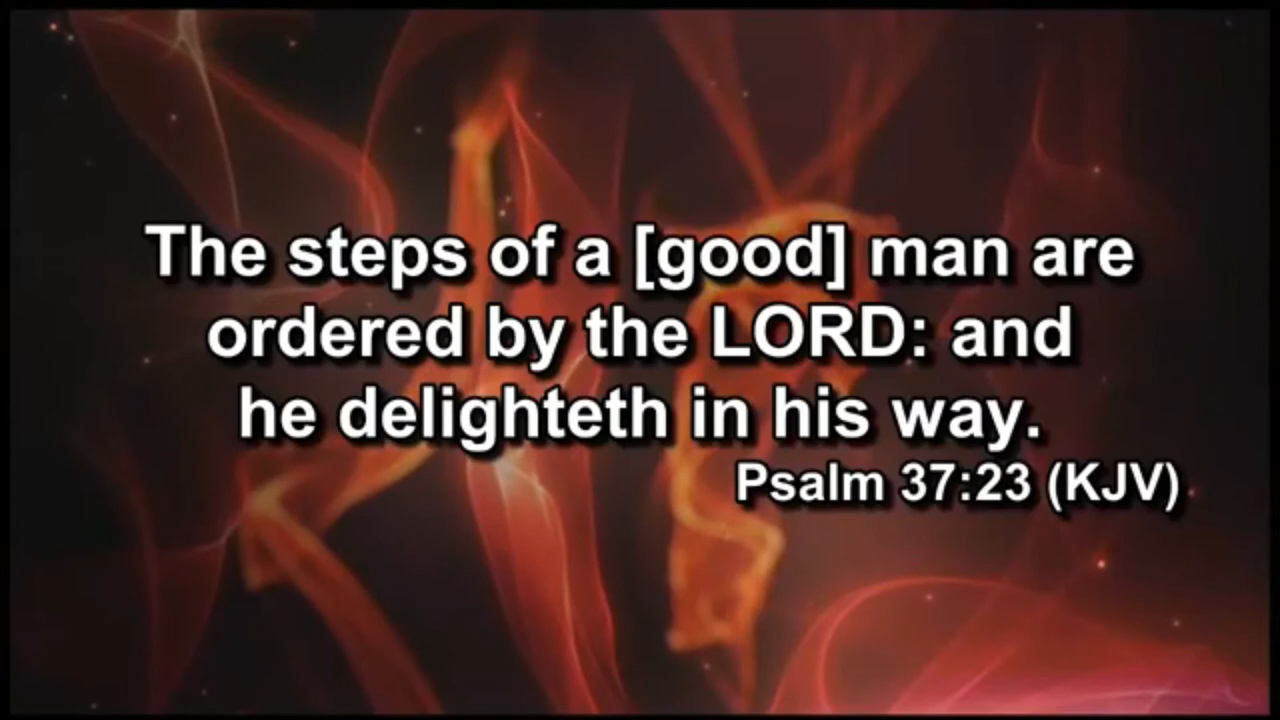 The steps of a [good] man are
ordered by the LORD: and
he delighteth in his way.
Psalm 37:23 (KJV)